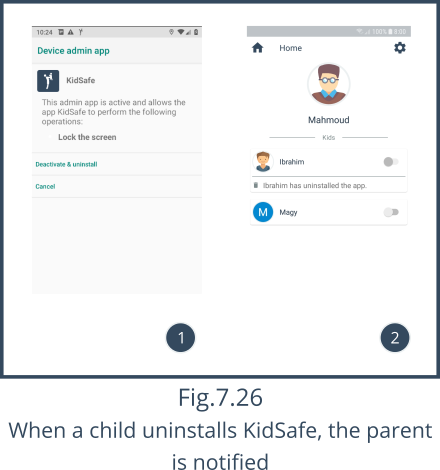 10:24
Device admin app
KidSafe
This admin app is active and allows the
app KidSafe to perform the following
operations:
Lock the screen
Deactivate & uninstall
Cancel
1
100% 8:05
Home
Mahmoud
Kids
Ibrahim
Ibrahim has uninstalled the app.
M Magy
2
Fig.7.26
When a child uninstalls KidSafe, the parent
is notified